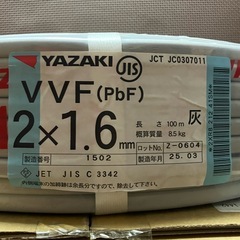 YAZAKI JIS JCT JC0307011
VVF(PbF)
2×1.6mm
長さ 100m
概算質量 8.5kg
灰
製造番号 1502
ロットNo. Z-0604
製造年月 25.03
JET JIS C 3342